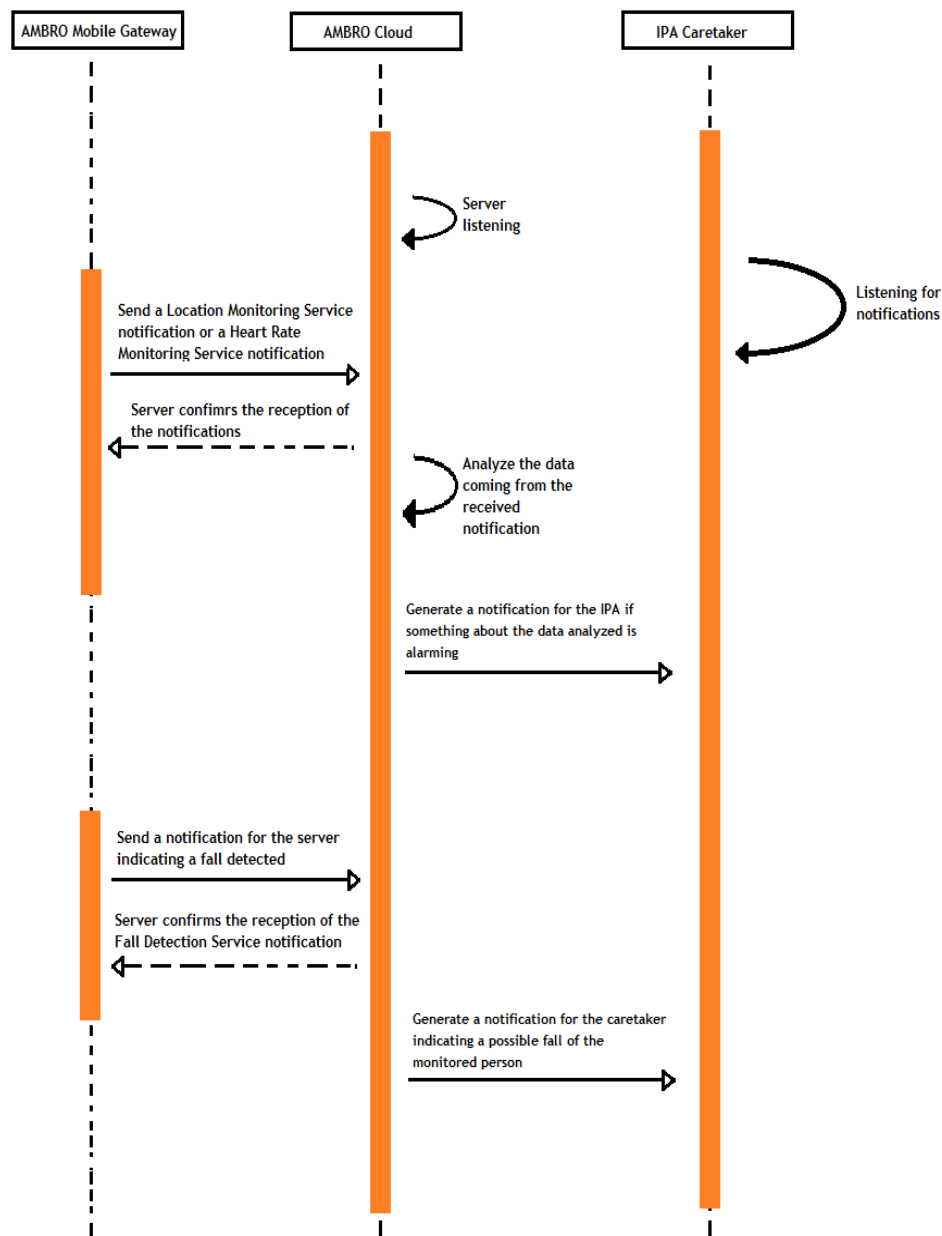 AMBRO Mobile Gateway
AMBRO Cloud
IPA Caretaker
Server
listening
Listening for
notifications
Send a Location Monitoring Service
notification or a Heart Rate
Monitoring Service notification
Server confimrs the reception of
the notifications
Analyze the data
coming from the
received
notification
Generate a notification for the IPA if
something about the data analyzed is
alarming
Send a notification for the server
indicating a fall detected
Server confirms the reception of the
Fall Detection Service notification
Generate a notification for the caretaker
indicating a possible fall of the
monitored person